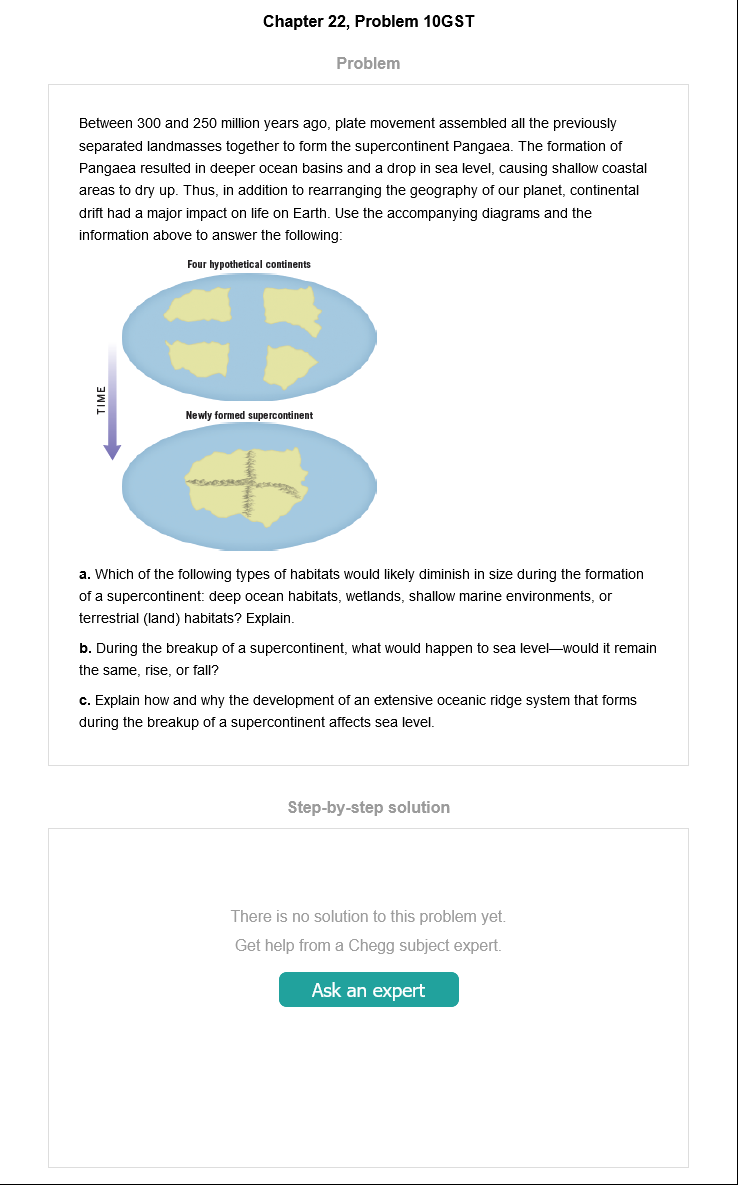 Chapter 22, Problem 10GST
Problem
Between 300 and 250 million years ago, plate movement assembled all the previously
separated landmasses together to form the supercontinent Pangaea. The formation of
Pangaea resulted in deeper ocean basins and a drop in sea level, causing shallow coastal
areas to dry up. Thus, in addition to rearranging the geography of our planet, continental
drift had a major impact on life on Earth. Use the accompanying diagrams and the
information above to answer the following:
Four hypothetical continents
TIME
Newly formed supercontinent
a. Which of the following types of habitats would likely diminish in size during the formation
of a supercontinent: deep ocean habitats, wetlands, shallow marine environments, or
terrestrial (land) habitats? Explain.
b. During the breakup of a supercontinent, what would happen to sea level—would it remain
the same, rise, or fall?
c. Explain how and why the development of an extensive oceanic ridge system that forms
during the breakup of a supercontinent affects sea level.
Step-by-step solution
There is no solution to this problem yet.
Get help from a Chegg subject expert.
Ask an expert